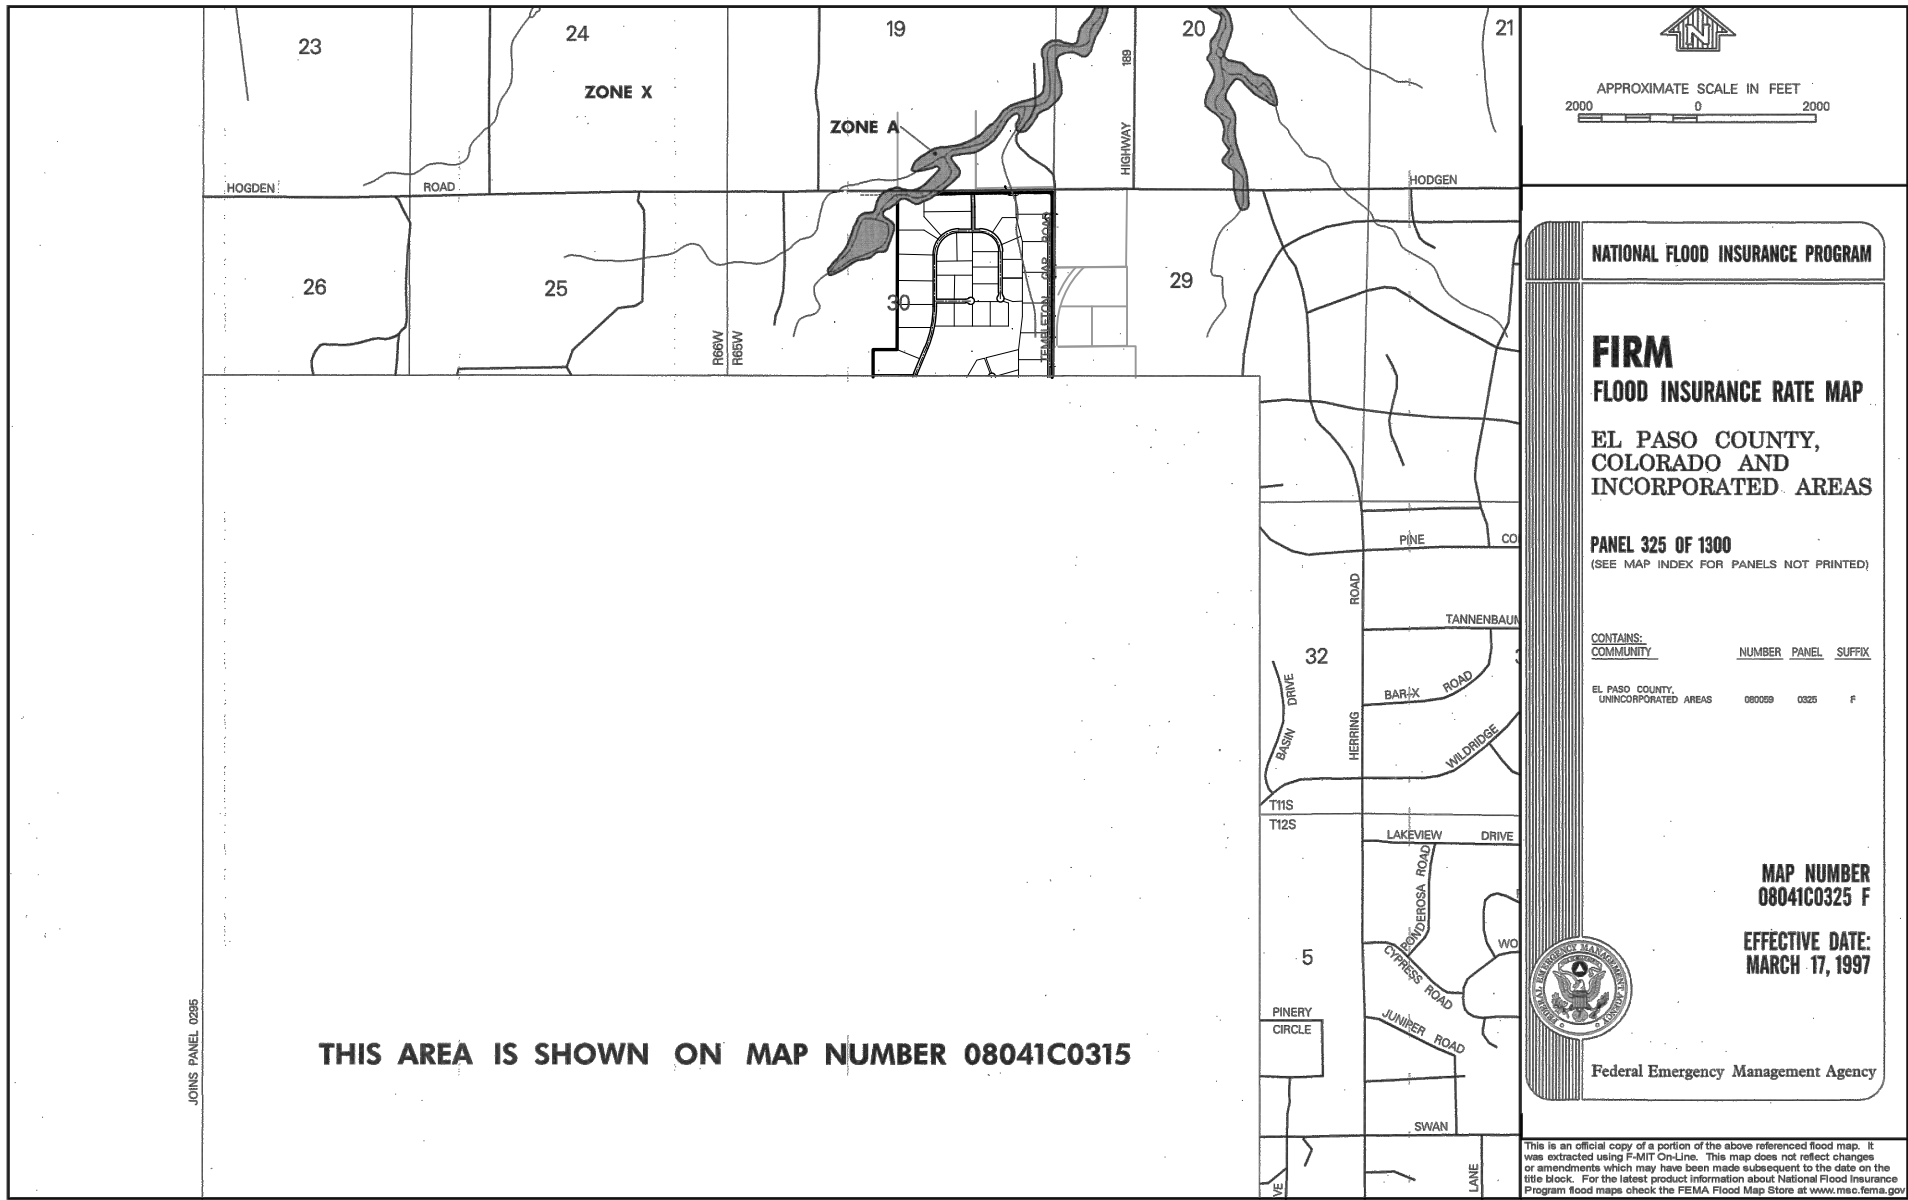 23
24
19
20
21
ZONE X
ZONE A
HIGHWAY 189
HOGDEN ROAD
HODGEN
26
25
30
29
R66W
R65W
TEMPLETON GAP ROAD
PINE CO
TANNENBAUM
ROAD
HERRING
32
BAR-X ROAD
BASIN DRIVE
WILDRIDGE
T11S
T12S
LAKEVIEW DRIVE
PONDEROSA ROAD
CYPRESS ROAD
WO
5
PINERY
CIRCLE
JUNIPER ROAD
SWAN
LANE
VE
JOINS PANEL 0295
THIS AREA IS SHOWN ON MAP NUMBER 08041C0315
N
APPROXIMATE SCALE IN FEET
2000 0 2000
NATIONAL FLOOD INSURANCE PROGRAM
FIRM
FLOOD INSURANCE RATE MAP
EL PASO COUNTY,
COLORADO AND
INCORPORATED AREAS
PANEL 325 OF 1300
(SEE MAP INDEX FOR PANELS NOT PRINTED)
CONTAINS:
COMMUNITY NUMBER PANEL SUFFIX
EL PASO COUNTY,
UNINCORPORATED AREAS 080059 0325 F
MAP NUMBER
08041C0325 F
EFFECTIVE DATE:
MARCH 17, 1997
FEDERAL EMERGENCY MANAGEMENT AGENCY
Federal Emergency Management Agency
This is an official copy of a portion of the above referenced flood map. It
was extracted using F-MIT On-Line. This map does not reflect changes
or amendments which may have been made subsequent to the date on the
title block. For the latest product information about National Flood Insurance
Program flood maps check the FEMA Flood Map Store at www.msc.fema.gov